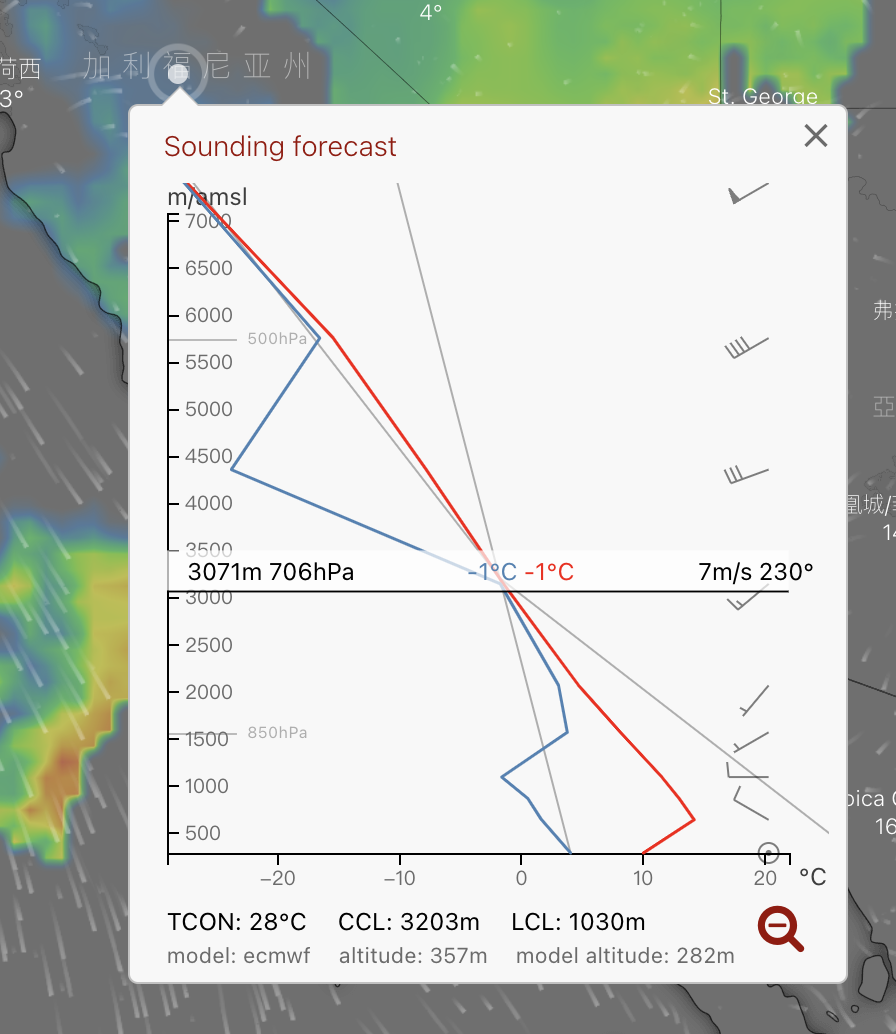 4°
荷西
加利福尼亚州
3°
St. George
Sounding forecast
m/amsl
7000
6500
6000
500hPa
5500
5000
4500
4000
3500
3071m 706hPa -1°C -1°C 7m/s 230°
3000
2500
2000
850hPa
1500
1000
500
−20 −10 0 10 20 °C
TCON: 28°C CCL: 3203m LCL: 1030m
model: ecmwf altitude: 357m model altitude: 282m
弗
亞
凰城/
14
pica C
16